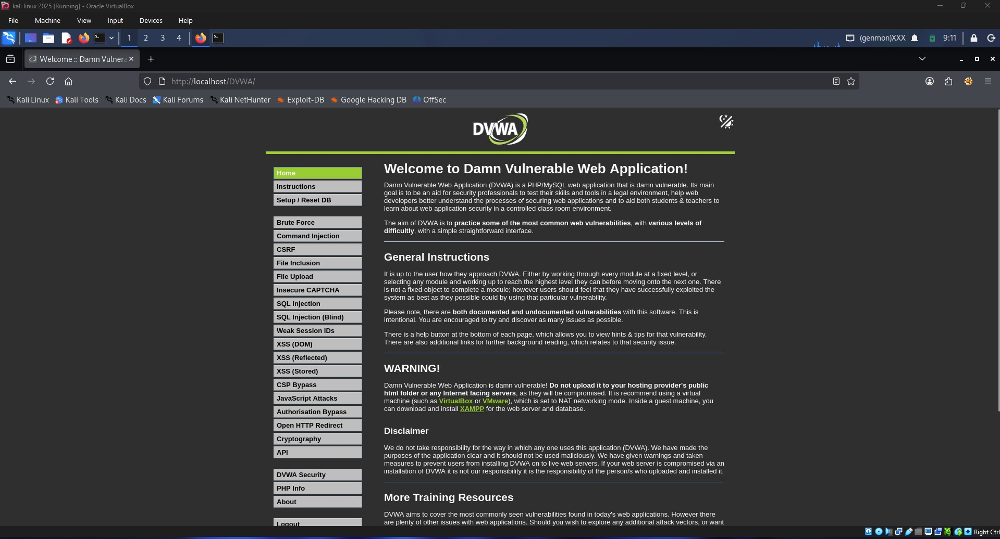 kali linux 2025 [Running] - Oracle VirtualBox
File Machine View Input Devices Help
1 2 3 4 (genmon)XXX 9:11
Welcome :: Damn Vulnera
http://localhost/DVWA/
Kali Linux Kali Tools Kali Docs Kali Forums Kali NetHunter Exploit-DB Google Hacking DB OffSec
DVWA
Home
Instructions
Setup / Reset DB
Brute Force
Command Injection
CSRF
File Inclusion
File Upload
Insecure CAPTCHA
SQL Injection
SQL Injection (Blind)
Weak Session IDs
XSS (DOM)
XSS (Reflected)
XSS (Stored)
CSP Bypass
JavaScript Attacks
Authorisation Bypass
Open HTTP Redirect
Cryptography
API
DVWA Security
PHP Info
About
Logout
Welcome to Damn Vulnerable Web Application!
Damn Vulnerable Web Application (DVWA) is a PHP/MySQL web application that is damn vulnerable. Its main
goal is to be an aid for security professionals to test their skills and tools in a legal environment, help web
developers better understand the processes of securing web applications and to aid both students & teachers to
learn about web application security in a controlled class room environment.
The aim of DVWA is to practice some of the most common web vulnerabilities, with various levels of
difficultly, with a simple straightforward interface.
General Instructions
It is up to the user how they approach DVWA. Either by working through every module at a fixed level, or
selecting any module and working up to reach the highest level they can before moving onto the next one. There
is not a fixed object to complete a module; however users should feel that they have successfully exploited the
system as best as they possible could by using that particular vulnerability.
Please note, there are both documented and undocumented vulnerabilities with this software. This is
intentional. You are encouraged to try and discover as many issues as possible.
There is a help button at the bottom of each page, which allows you to view hints & tips for that vulnerability.
There are also additional links for further background reading, which relates to that security issue.
WARNING!
Damn Vulnerable Web Application is damn vulnerable! Do not upload it to your hosting provider's public
html folder or any Internet facing servers, as they will be compromised. It is recommend using a virtual
machine (such as VirtualBox or VMware), which is set to NAT networking mode. Inside a guest machine, you
can download and install XAMPP for the web server and database.
Disclaimer
We do not take responsibility for the way in which any one uses this application (DVWA). We have made the
purposes of the application clear and it should not be used maliciously. We have given warnings and taken
measures to prevent users from installing DVWA on to live web servers. If your web server is compromised via an
installation of DVWA it is not our responsibility it is the responsibility of the person/s who uploaded and installed it.
More Training Resources
DVWA aims to cover the most commonly seen vulnerabilities found in today's web applications. However there
are plenty of other issues with web applications. Should you wish to explore any additional attack vectors, or want
Right Ctrl